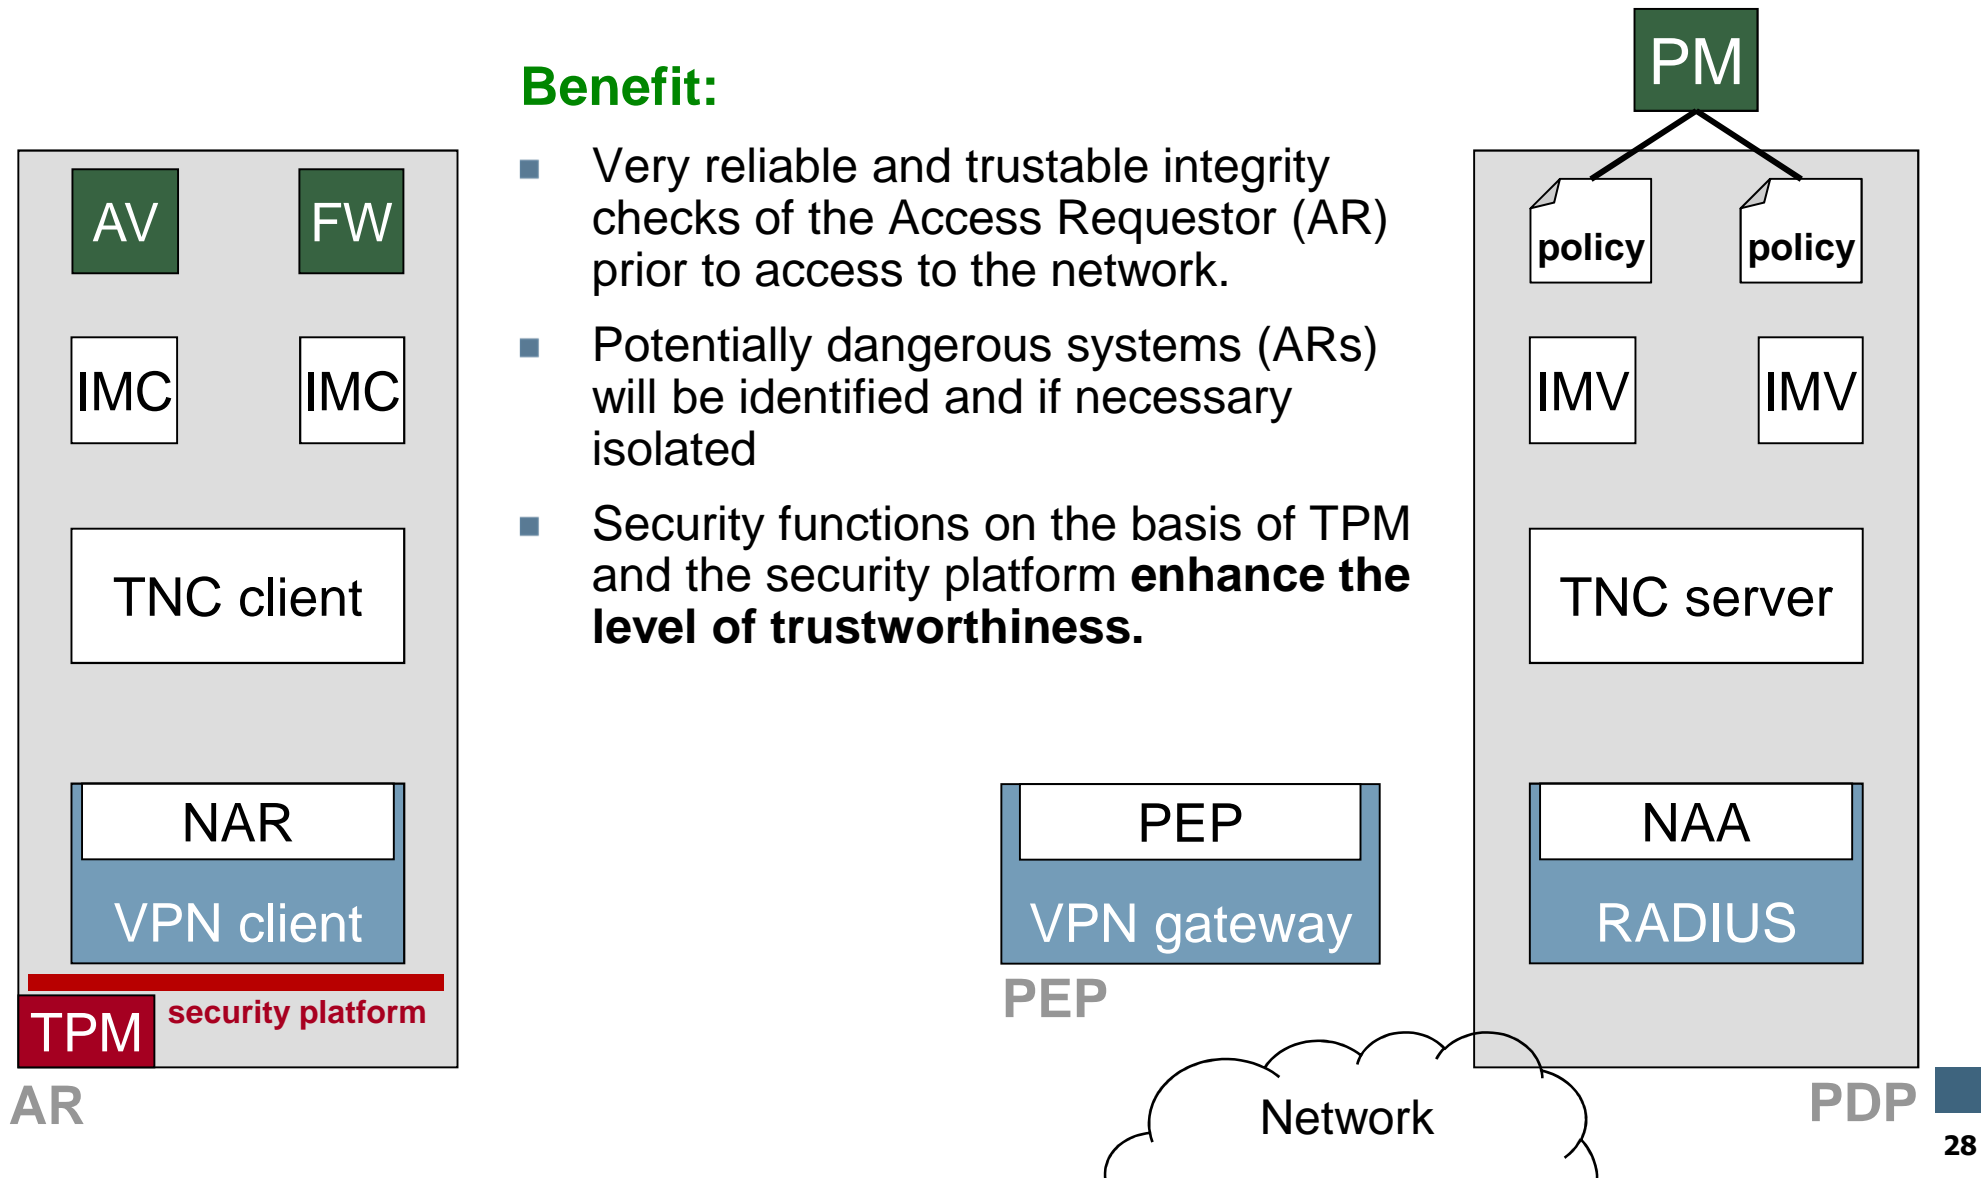 PM
Benefit:
Very reliable and trustable integrity
checks of the Access Requestor (AR)
prior to access to the network.
Potentially dangerous systems (ARs)
will be identified and if necessary
isolated
Security functions on the basis of TPM
and the security platform enhance the
level of trustworthiness.
AV FW
IMC IMC
TNC client
NAR
VPN client
security platform
TPM
AR
PEP
VPN gateway
PEP
Network
policy policy
IMV IMV
TNC server
NAA
RADIUS
PDP
28